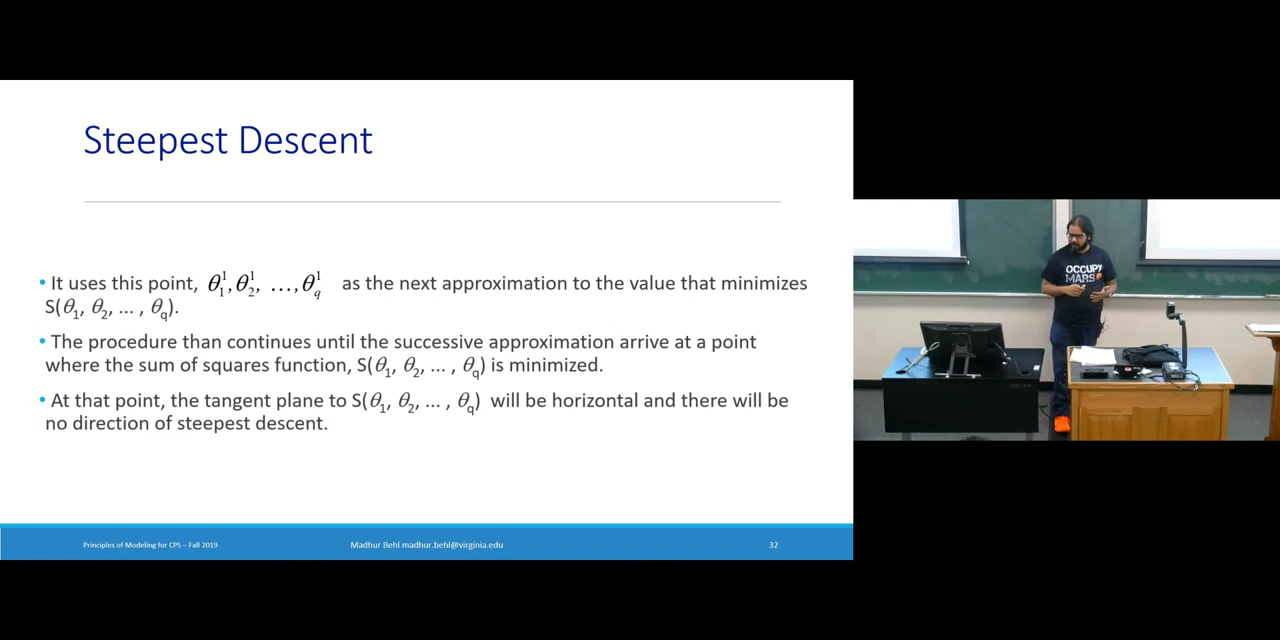 Steepest Descent
• It uses this point, θ₁¹, θ₂¹, …, θ_q¹ as the next approximation to the value that minimizes
S(θ₁, θ₂, ... , θ_q).
• The procedure than continues until the successive approximation arrive at a point
where the sum of squares function, S(θ₁, θ₂, ... , θ_q) is minimized.
• At that point, the tangent plane to S(θ₁, θ₂, ... , θ_q) will be horizontal and there will be
no direction of steepest descent.
Principles of Modeling for CPS – Fall 2019
Madhur Behl madhur.behl@virginia.edu
32
OCCUPY
MARS